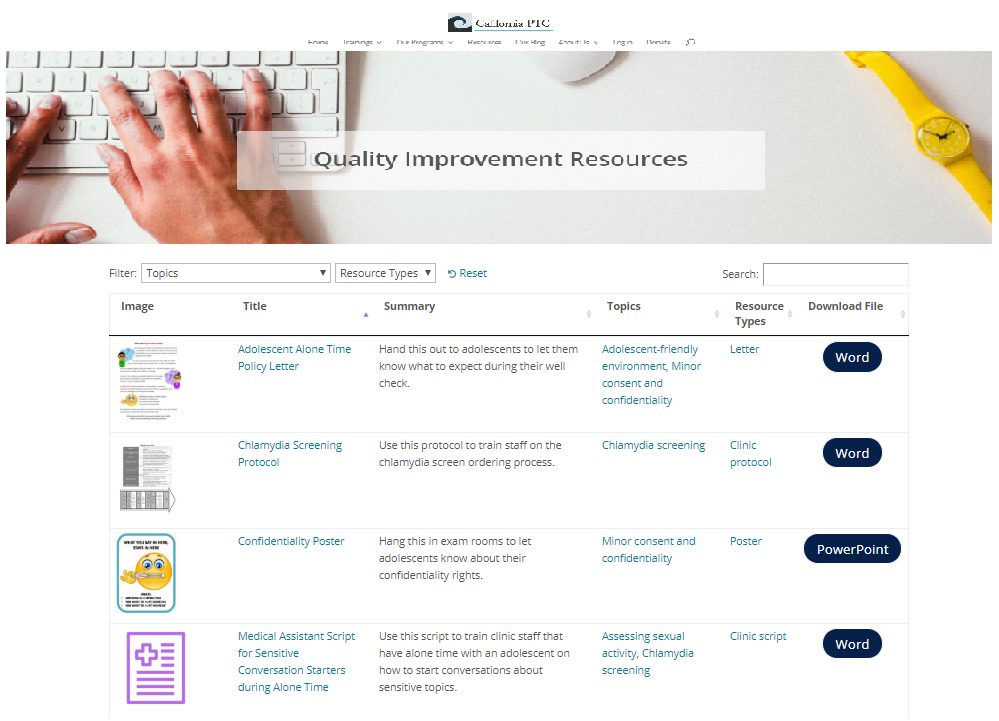 California PTC
Home Trainings Our Programs Resources Our Blog About Us Login Donate
Quality Improvement Resources
Filter: Topics Resource Types Reset Search:
Image Title Summary Topics Resource Types Download File
Adolescent Alone Time
Policy Letter
Hand this out to adolescents to let them
know what to expect during their well
check.
Adolescent-friendly
environment, Minor
consent and
confidentiality
Letter
Word
Chlamydia Screening
Protocol
Use this protocol to train staff on the
chlamydia screen ordering process.
Chlamydia screening
Clinic
protocol
Word
WHAT YOU SAY IN HERE,
STAYS IN HERE
Confidentiality Poster
Hang this in exam rooms to let
adolescents know about their
confidentiality rights.
Minor consent and
confidentiality
Poster
PowerPoint
Medical Assistant Script
for Sensitive
Conversation Starters
during Alone Time
Use this script to train clinic staff that
have alone time with an adolescent on
how to start conversations about
sensitive topics.
Assessing sexual
activity, Chlamydia
screening
Clinic script
Word